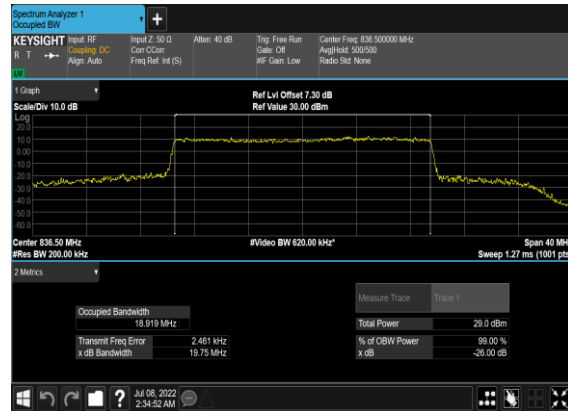 Spectrum Analyzer 1
Occupied BW
+
KEYSIGHT Input: RF Input Z: 50 Ω Atten: 40 dB Trig: Free Run Center Freq: 836.500000 MHz
R T Coupling: DC Corr CCorr Gate: Off Avg|Hold: 500/500
Align: Auto Freq Ref: Int (S) #IF Gain: Low Radio Std: None
1 Graph
Ref Lvl Offset 7.30 dB
Scale/Div 10.0 dB Ref Value 30.00 dBm
Log
20.0
10.0
0.00
-10.0
-20.0
-30.0
-40.0
-50.0
-60.0
Center 836.50 MHz #Video BW 620.00 kHz* Span 40 MH
#Res BW 200.00 kHz Sweep 1.27 ms (1001 pts
2 Metrics
Measure Trace Trace 1
Occupied Bandwidth
18.919 MHz Total Power 29.0 dBm
Transmit Freq Error 2.461 kHz % of OBW Power 99.00 %
x dB Bandwidth 19.75 MHz x dB -26.00 dB
? Jul 08, 2022
2:34:52 AM